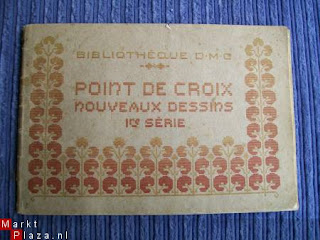 BIBLIOTHÈQUE D·M·C
POINT DE CROIX
NOUVEAUX DESSINS
1RE SÉRIE
Markt
Plaza.nl